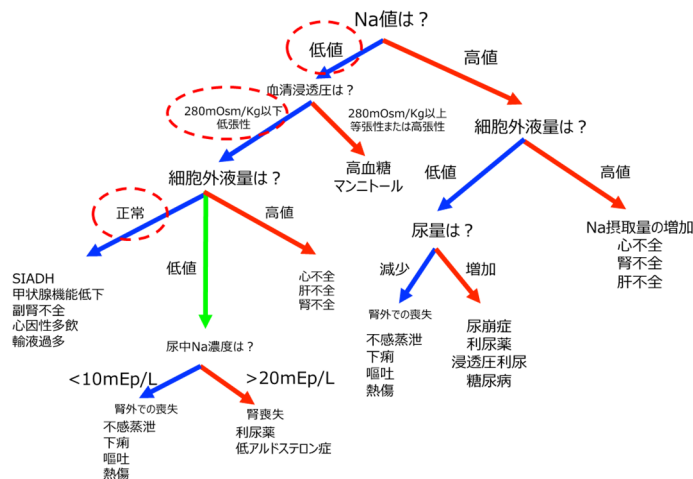 Na値は？
低値
高値
血清浸透圧は？
280mOsm/Kg以下
低張性
280mOsm/Kg以上
等張性または高張性
細胞外液量は？
高血糖
マンニトール
低値
高値
細胞外液量は？
正常
高値
低値
尿量は？
Na摂取量の増加
心不全
腎不全
肝不全
減少
増加
SIADH
甲状腺機能低下
副腎不全
心因性多飲
輸液過多
心不全
肝不全
腎不全
腎外での喪失
不感蒸泄
下痢
嘔吐
熱傷
尿崩症
利尿薬
浸透圧利尿
糖尿病
尿中Na濃度は？
<10mEp/L
>20mEp/L
腎外での喪失
不感蒸泄
下痢
嘔吐
熱傷
腎喪失
利尿薬
低アルドステロン症